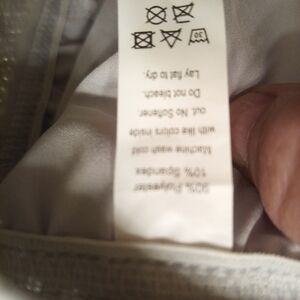 90% Polyester
10% Spandex
Machine wash cold
with like colors inside
out. No Softener.
Do not bleach.
Lay flat to dry.
30